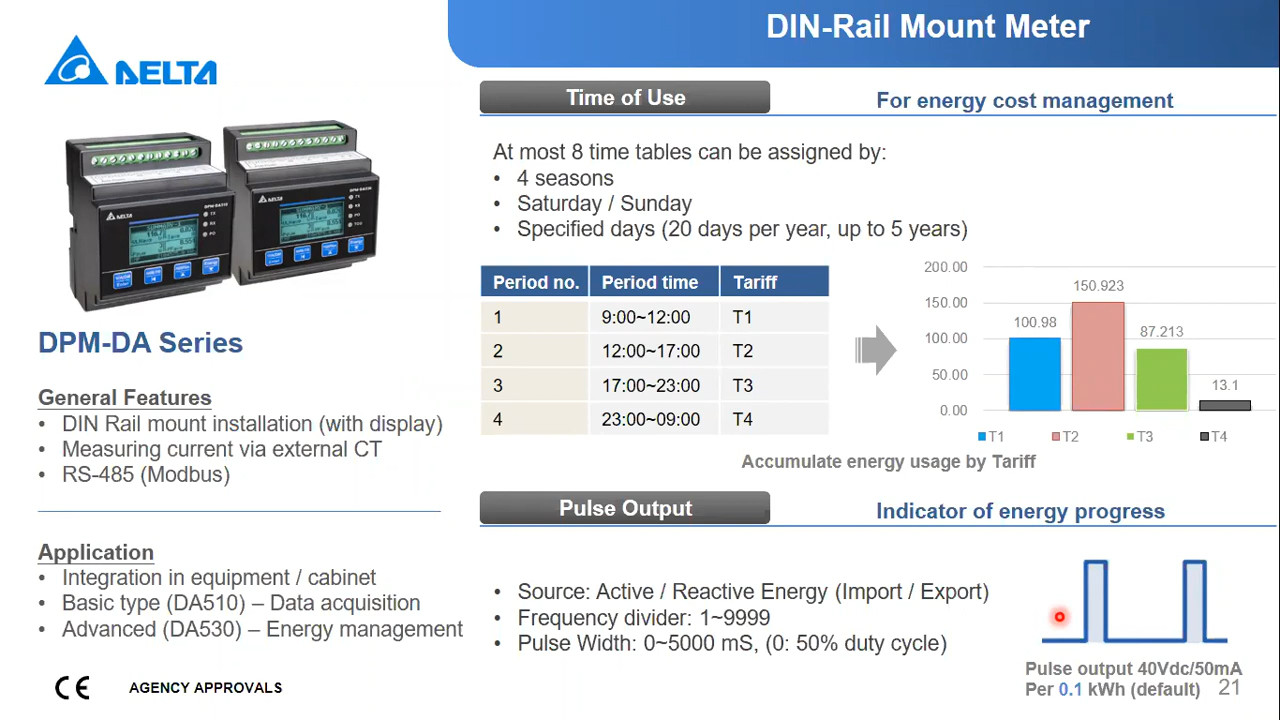 DELTA
DPM-DA Series
General Features
• DIN Rail mount installation (with display)
• Measuring current via external CT
• RS-485 (Modbus)
Application
• Integration in equipment / cabinet
• Basic type (DA510) – Data acquisition
• Advanced (DA530) – Energy management
CE AGENCY APPROVALS
DIN-Rail Mount Meter
Time of Use
For energy cost management
At most 8 time tables can be assigned by:
• 4 seasons
• Saturday / Sunday
• Specified days (20 days per year, up to 5 years)
Period no. Period time Tariff
1 9:00~12:00 T1
2 12:00~17:00 T2
3 17:00~23:00 T3
4 23:00~09:00 T4
200.00
150.00
100.00
50.00
0.00
100.98
150.923
87.213
13.1
T1 T2 T3 T4
Accumulate energy usage by Tariff
Pulse Output
Indicator of energy progress
• Source: Active / Reactive Energy (Import / Export)
• Frequency divider: 1~9999
• Pulse Width: 0~5000 mS, (0: 50% duty cycle)
Pulse output 40Vdc/50mA
Per 0.1 kWh (default)
21